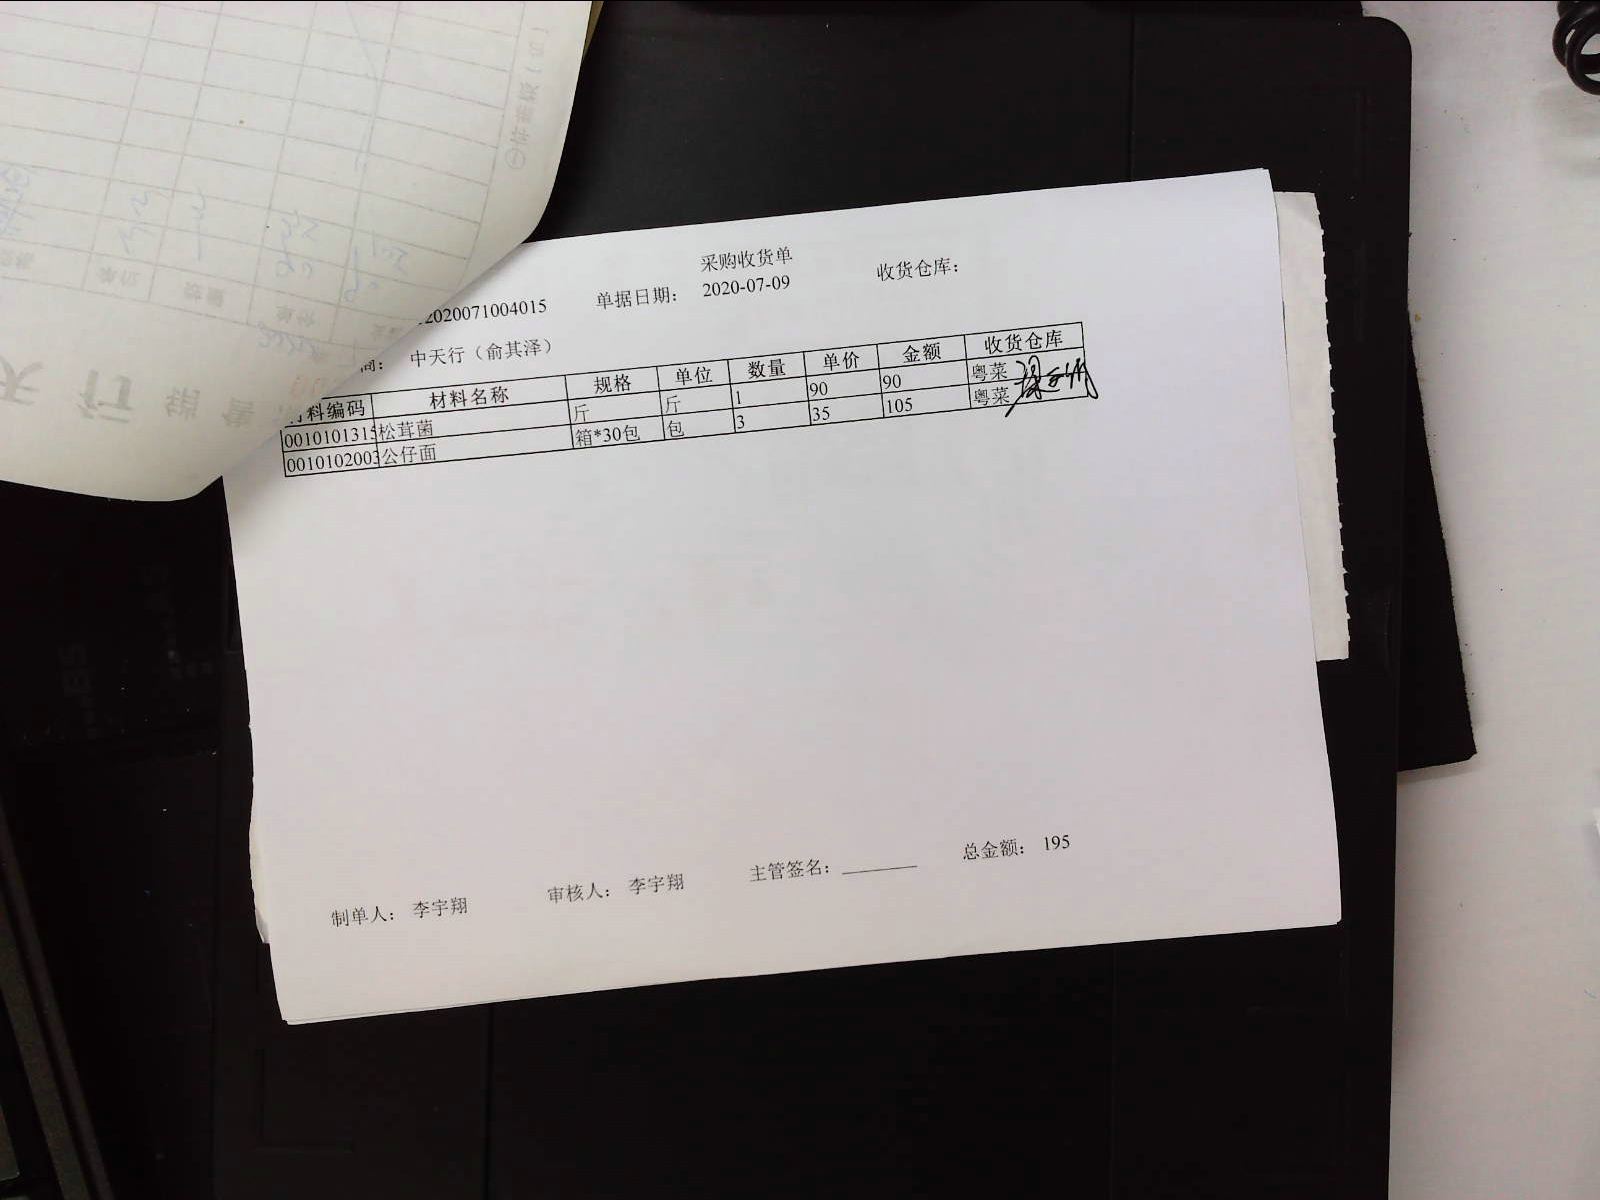 采购收货单
2020071004015 单据日期： 2020-07-09 收货仓库：
间： 中天行（俞其泽）
料编码 材料名称 规格 单位 数量 单价 金额 收货仓库
0010101315 松茸菌 斤 斤 1 90 90 粤菜
001010200 公仔面 箱*30包 包 3 35 105 粤菜
制单人： 李宇翔 审核人： 李宇翔 主管签名： 总金额： 195